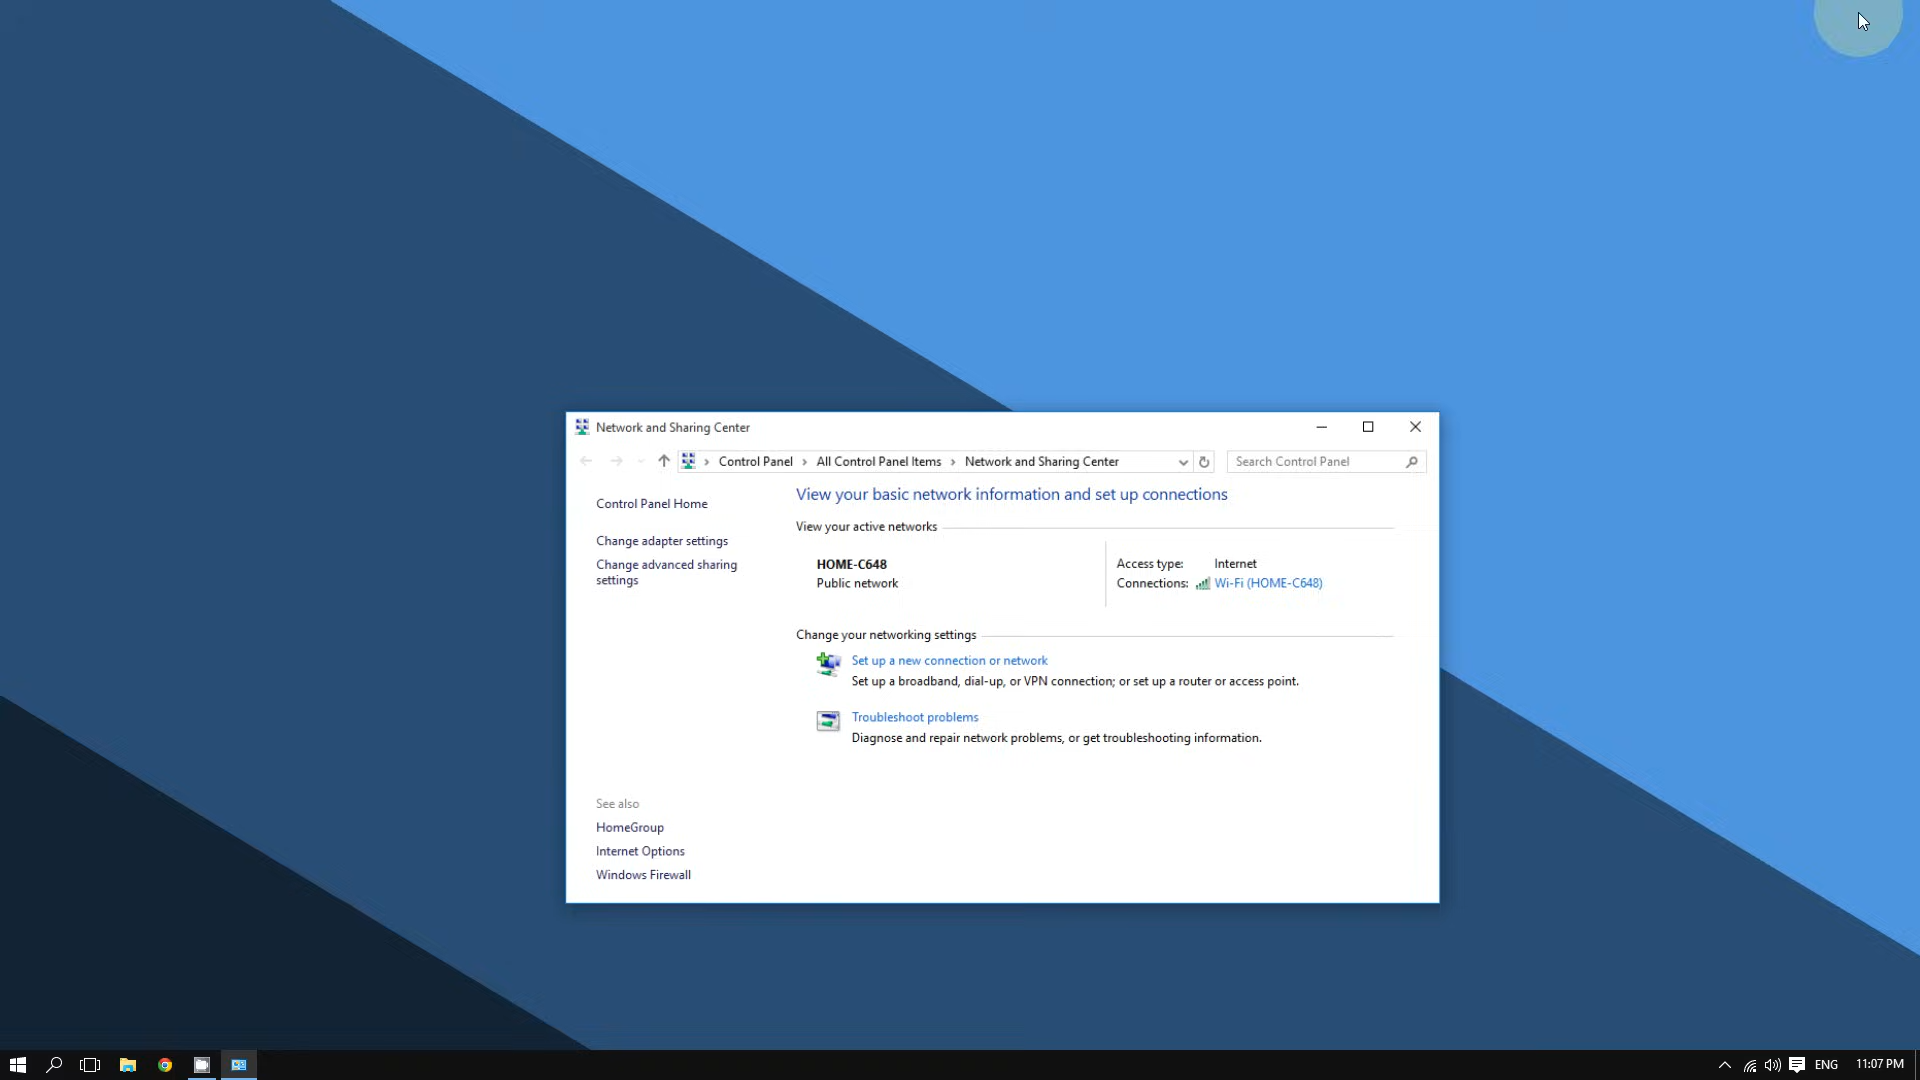 Network and Sharing Center
Control Panel > All Control Panel Items > Network and Sharing Center
Search Control Panel
Control Panel Home
Change adapter settings
Change advanced sharing
settings
View your basic network information and set up connections
View your active networks
HOME-C648
Public network
Access type: Internet
Connections: Wi-Fi (HOME-C648)
Change your networking settings
Set up a new connection or network
Set up a broadband, dial-up, or VPN connection; or set up a router or access point.
Troubleshoot problems
Diagnose and repair network problems, or get troubleshooting information.
See also
HomeGroup
Internet Options
Windows Firewall
ENG
11:07 PM